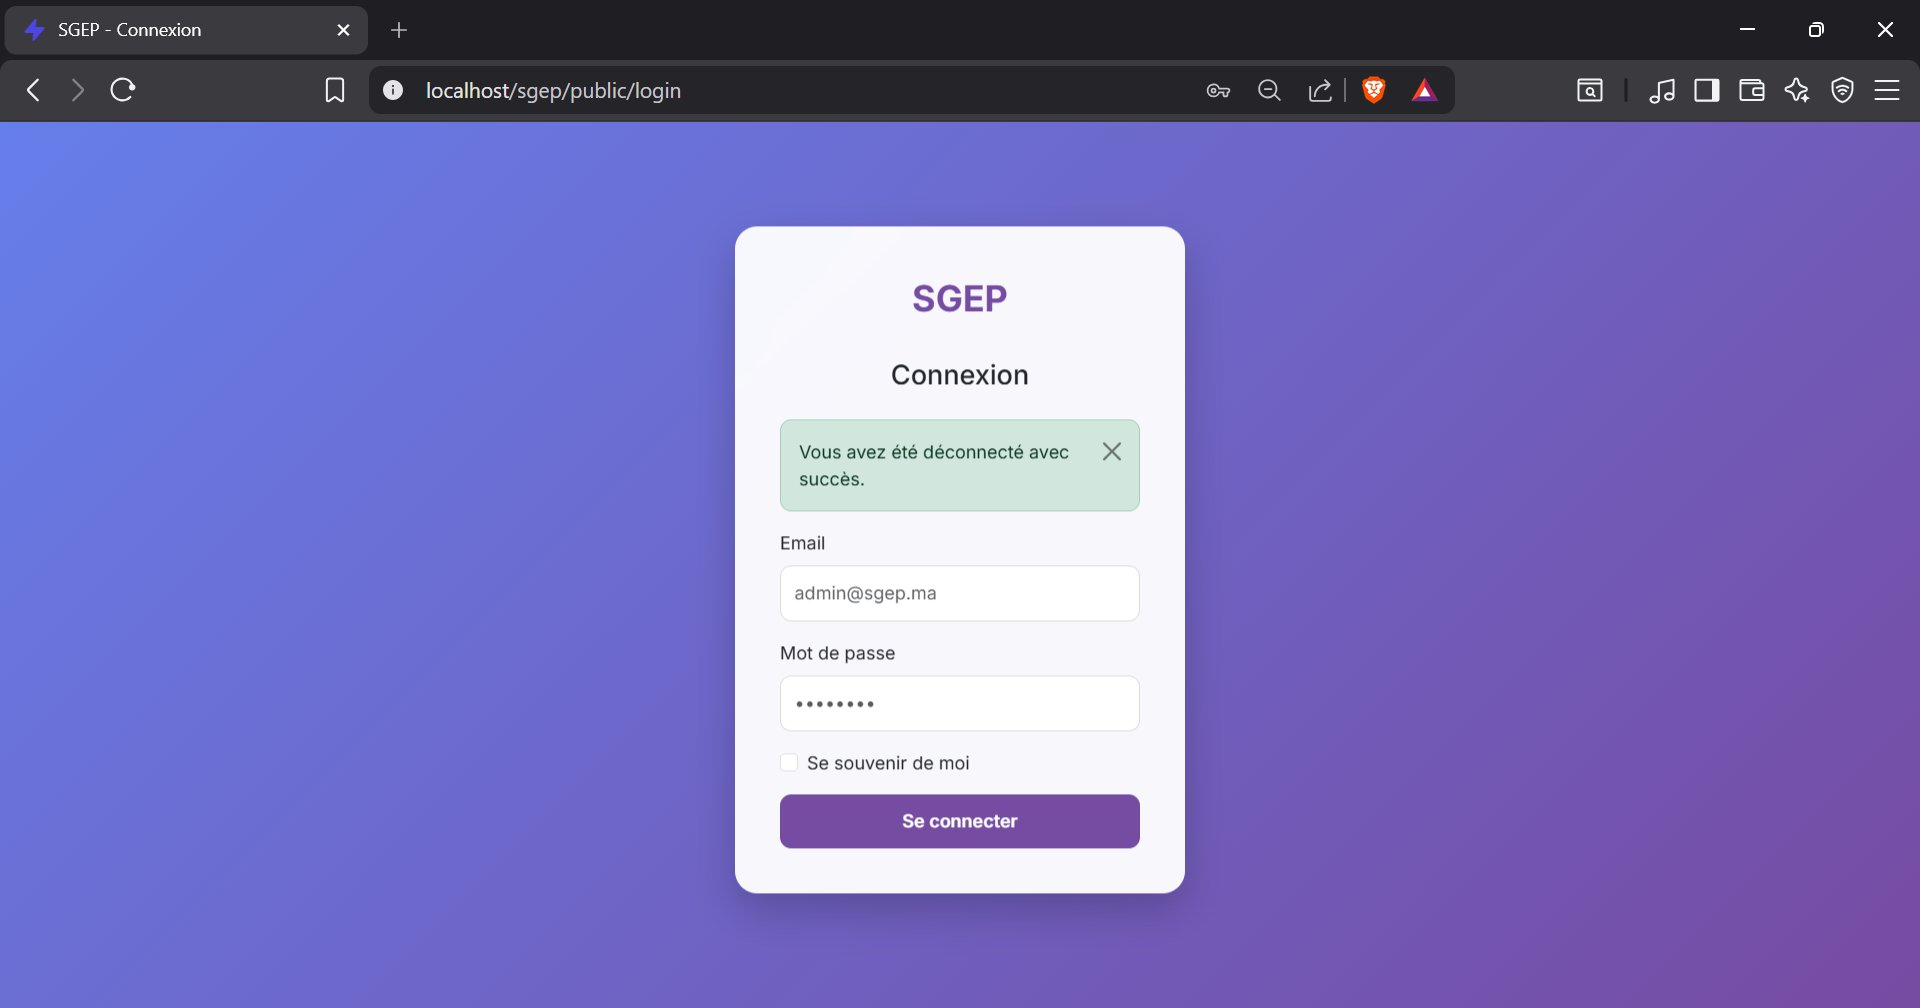 SGEP - Connexion
localhost/sgep/public/login
SGEP
Connexion
Vous avez été déconnecté avec
succès.
Email
admin@sgep.ma
Mot de passe
••••••••
Se souvenir de moi
Se connecter